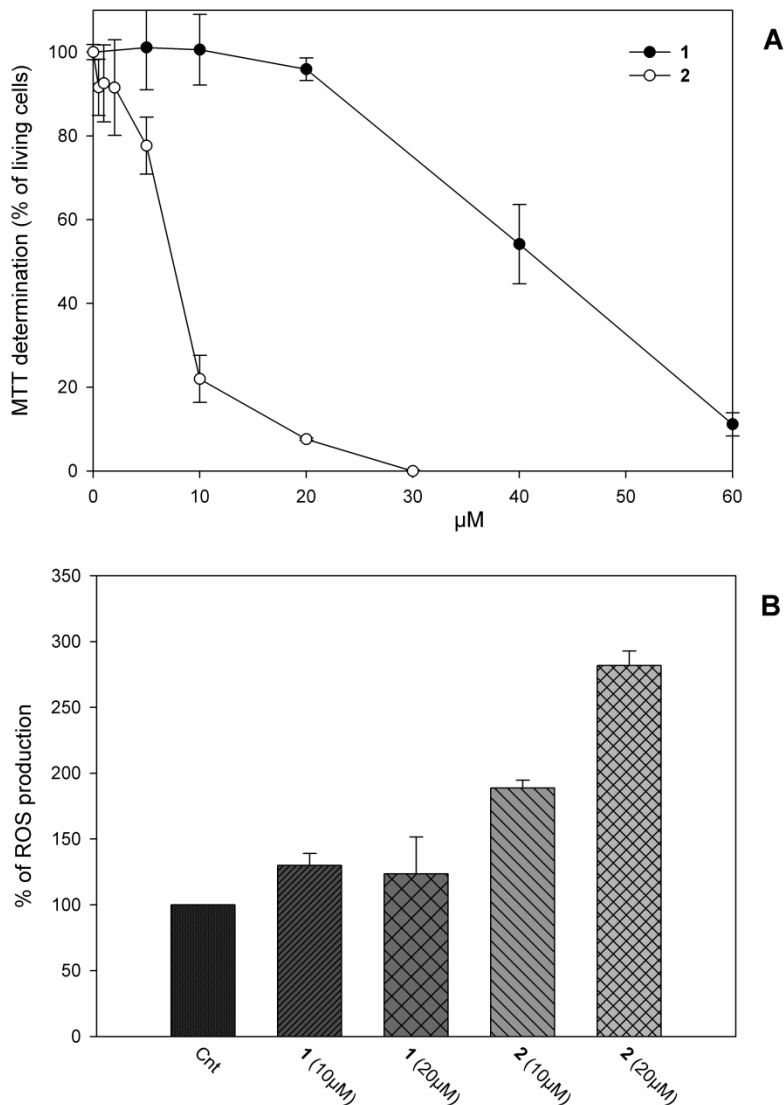 A
1
2
MTT determination (% of living cells)
100
80
60
40
20
0
0 10 20 30 40 50 60
µM
B
% of ROS production
350
300
250
200
150
100
50
0
Cnt
1 (10µM)
1 (20µM)
2 (10µM)
2 (20µM)